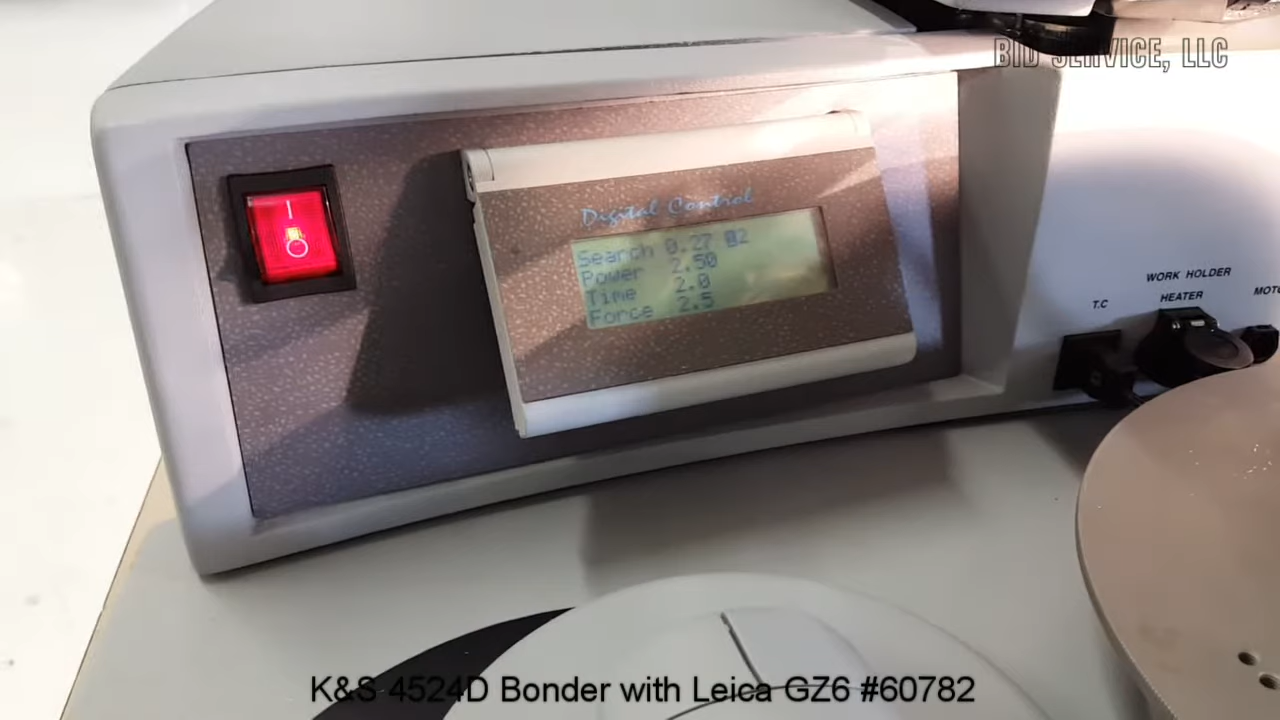 BID SERVICE, LLC
Digital Control
Search 0.27 02
Power 2.50
Time 2.0
Force 2.5
WORK HOLDER
HEATER
T.C
K&S 4524D Bonder with Leica GZ6 #60782